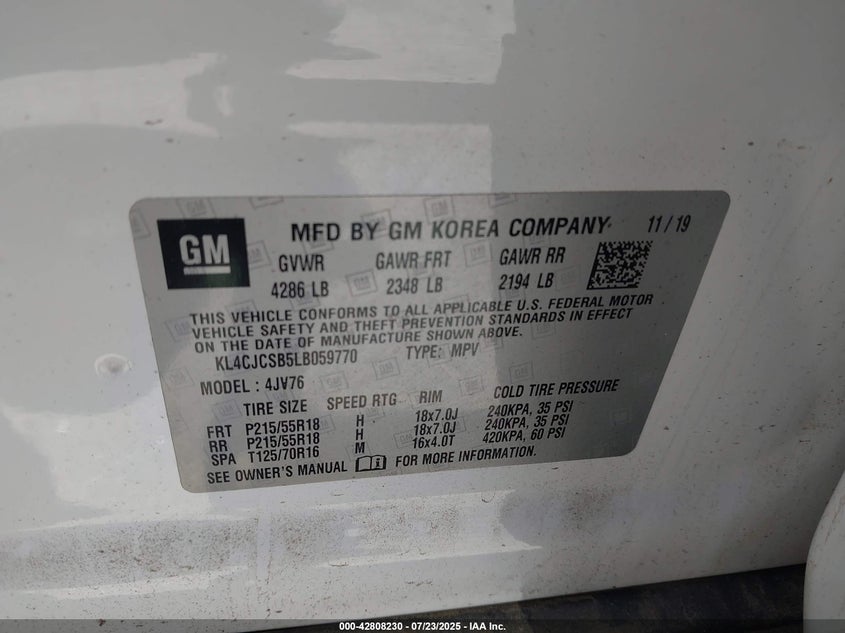 GM
MFD BY GM KOREA COMPANY 11/19
GVWR GAWR FRT GAWR RR
4286 LB 2348 LB 2194 LB
THIS VEHICLE CONFORMS TO ALL APPLICABLE U.S. FEDERAL MOTOR
VEHICLE SAFETY AND THEFT PREVENTION STANDARDS IN EFFECT
ON THE DATE OF MANUFACTURE SHOWN ABOVE.
KL4CJCSB5LB059770 TYPE: MPV
MODEL: 4JV76
TIRE SIZE SPEED RTG RIM COLD TIRE PRESSURE
FRT P215/55R18 H 18x7.0J 240KPA, 35 PSI
RR P215/55R18 H 18x7.0J 240KPA, 35 PSI
SPA T125/70R16 M 16x4.0T 420KPA, 60 PSI
SEE OWNER'S MANUAL FOR MORE INFORMATION.
000-42808230 - 07/23/2025 - IAA Inc.